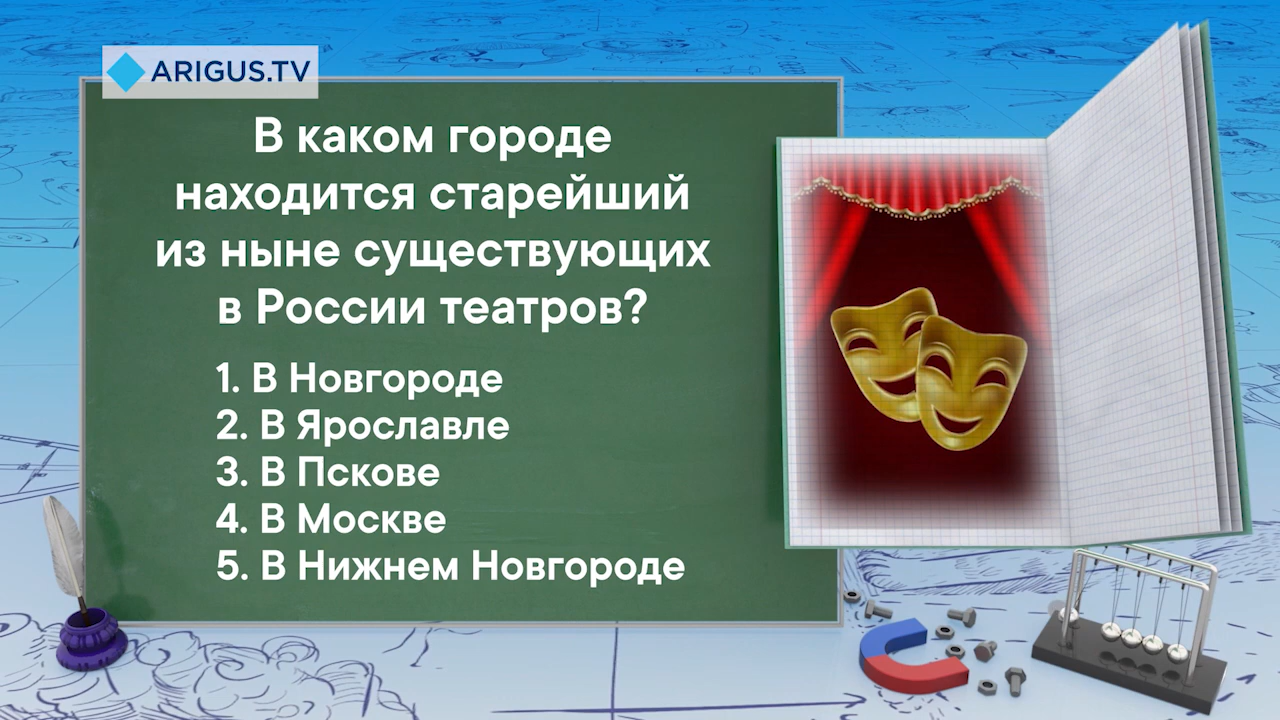 ARIGUS.TV
В каком городе
находится старейший
из ныне существующих
в России театров?
1. В Новгороде
2. В Ярославле
3. В Пскове
4. В Москве
5. В Нижнем Новгороде